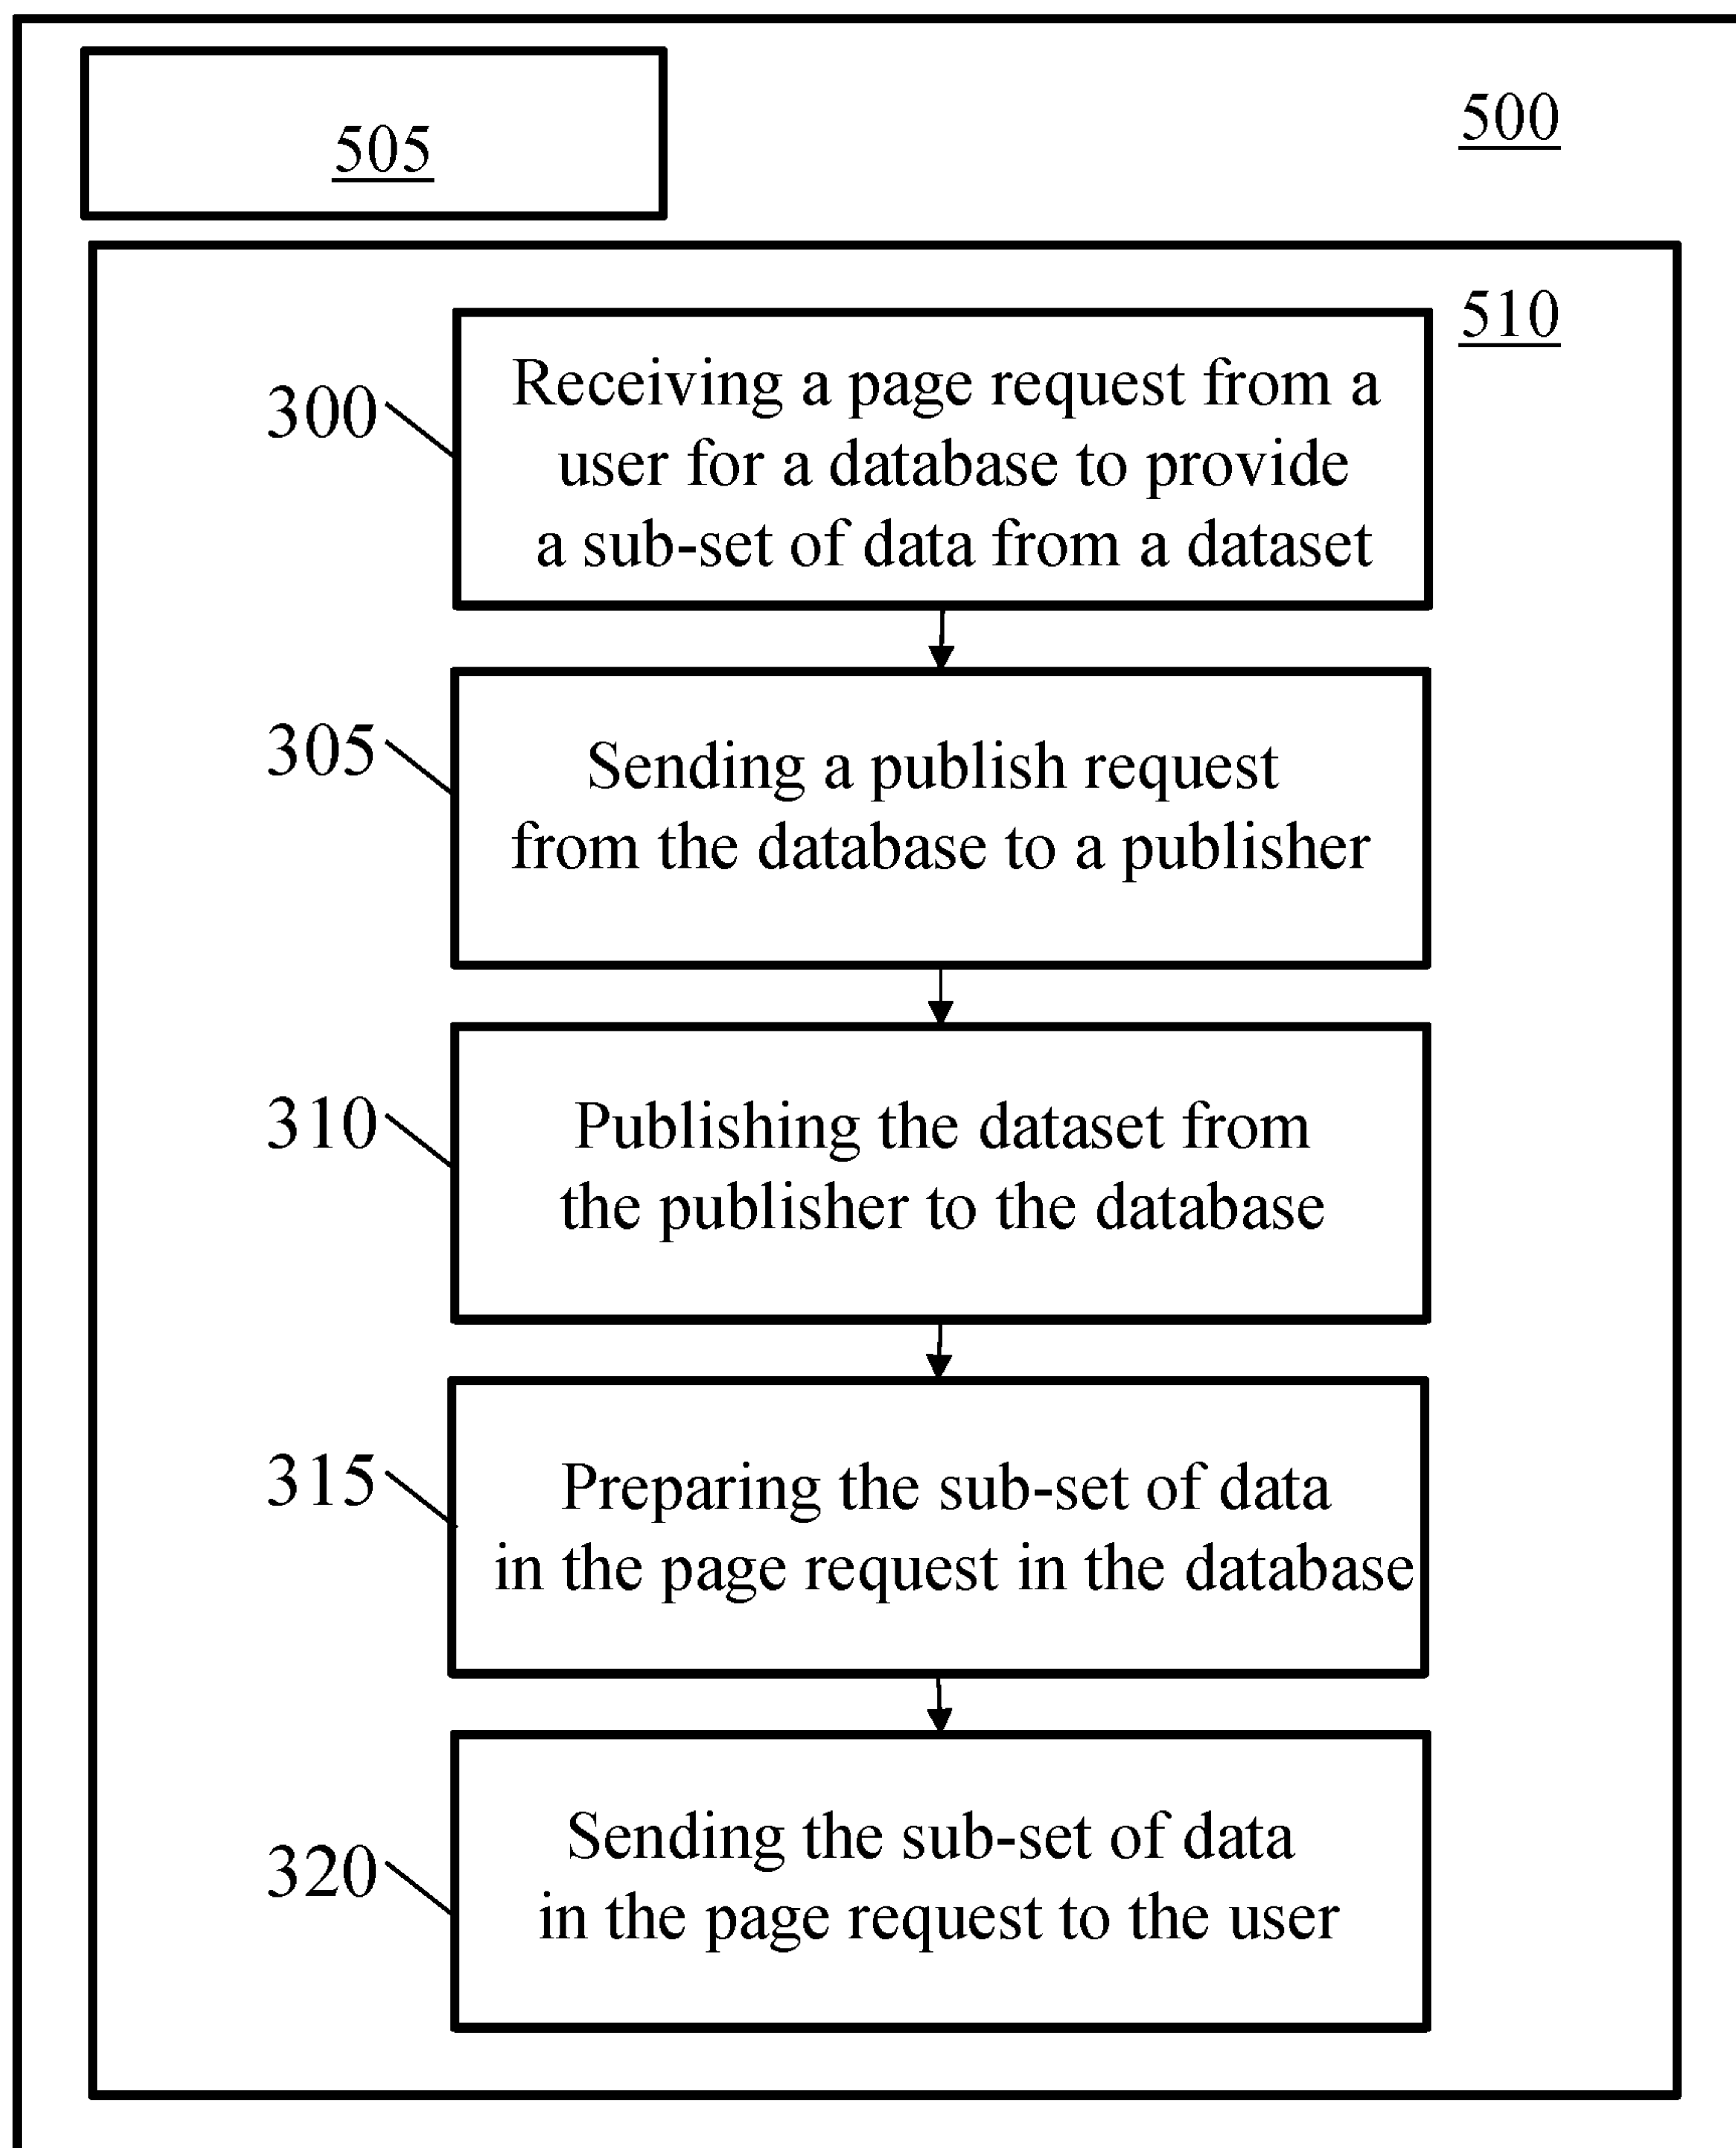 505
500
510
300
Receiving a page request from a
user for a database to provide
a sub-set of data from a dataset
305
Sending a publish request
from the database to a publisher
310
Publishing the dataset from
the publisher to the database
315
Preparing the sub-set of data
in the page request in the database
320
Sending the sub-set of data
in the page request to the user